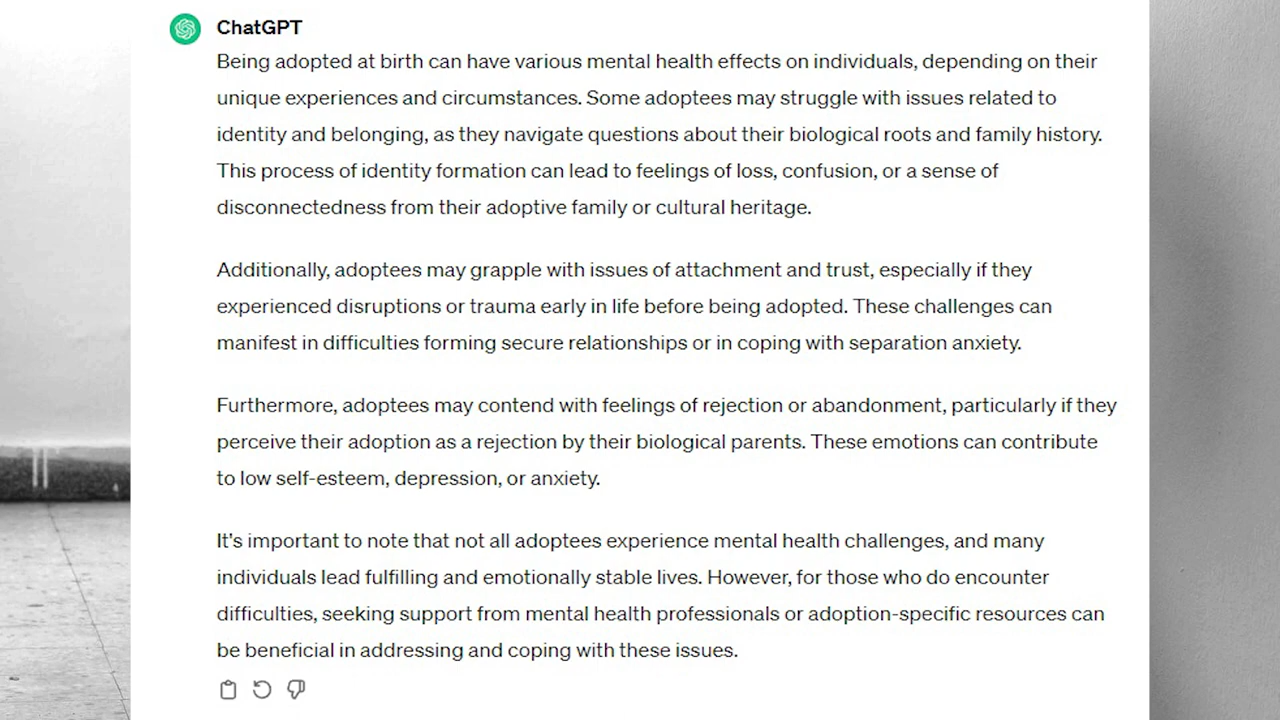 ChatGPT
Being adopted at birth can have various mental health effects on individuals, depending on their
unique experiences and circumstances. Some adoptees may struggle with issues related to
identity and belonging, as they navigate questions about their biological roots and family history.
This process of identity formation can lead to feelings of loss, confusion, or a sense of
disconnectedness from their adoptive family or cultural heritage.
Additionally, adoptees may grapple with issues of attachment and trust, especially if they
experienced disruptions or trauma early in life before being adopted. These challenges can
manifest in difficulties forming secure relationships or in coping with separation anxiety.
Furthermore, adoptees may contend with feelings of rejection or abandonment, particularly if they
perceive their adoption as a rejection by their biological parents. These emotions can contribute
to low self-esteem, depression, or anxiety.
It's important to note that not all adoptees experience mental health challenges, and many
individuals lead fulfilling and emotionally stable lives. However, for those who do encounter
difficulties, seeking support from mental health professionals or adoption-specific resources can
be beneficial in addressing and coping with these issues.